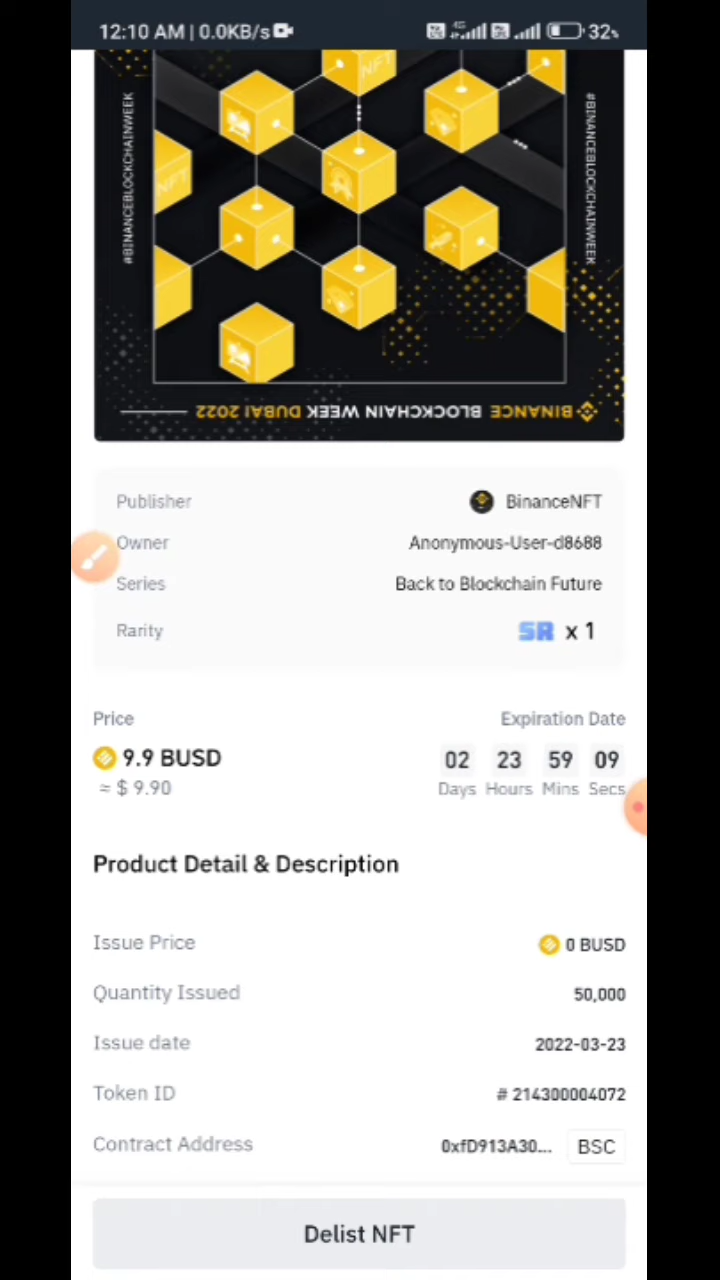 12:10 AM | 0.0KB/s
4G
32%
NFT
#BINANCEBLOCKCHAINWEEK
#BINANCEBLOCKCHAINWEEK
NFT
BINANCE BLOCKCHAIN WEEK DUBAI 2022
Publisher BinanceNFT
Owner Anonymous-User-d8688
Series Back to Blockchain Future
Rarity SR x 1
Price Expiration Date
9.9 BUSD 02 23 59 09
≈ $ 9.90 Days Hours Mins Secs
Product Detail & Description
Issue Price 0 BUSD
Quantity Issued 50,000
Issue date 2022-03-23
Token ID # 214300004072
Contract Address 0xfD913A30... BSC
Delist NFT